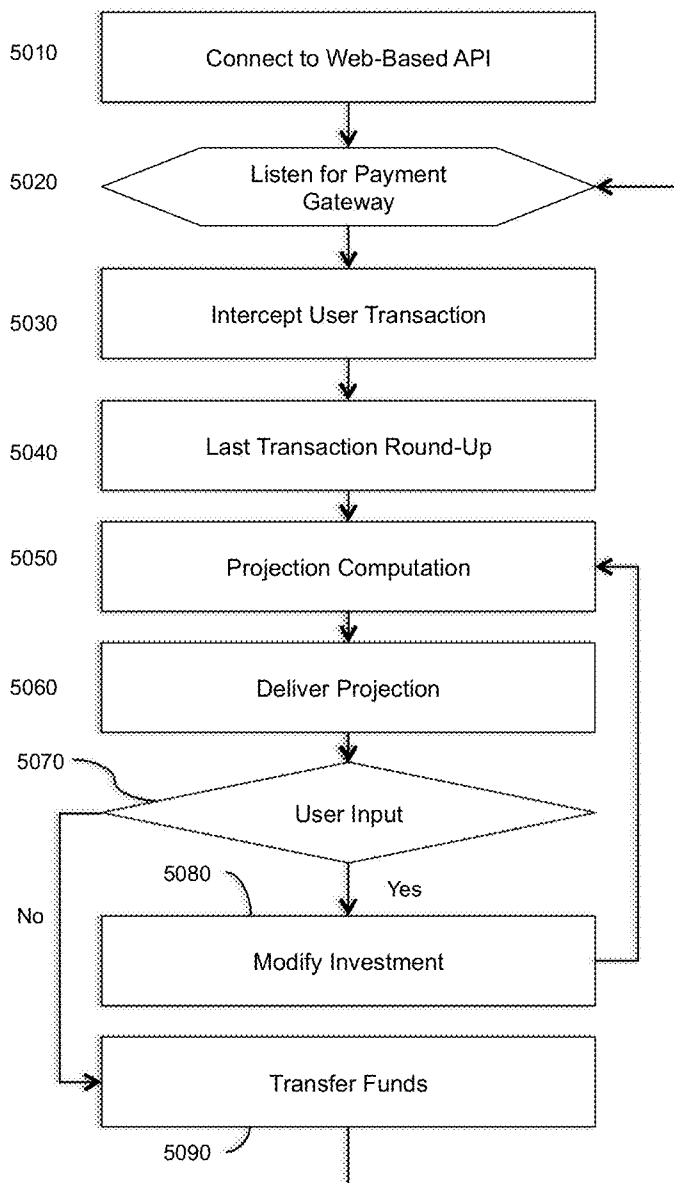 5010
Connect to Web-Based API
5020
Listen for Payment
Gateway
5030
Intercept User Transaction
5040
Last Transaction Round-Up
5050
Projection Computation
5060
Deliver Projection
5070
User Input
5080
Yes
No
Modify Investment
Transfer Funds
5090